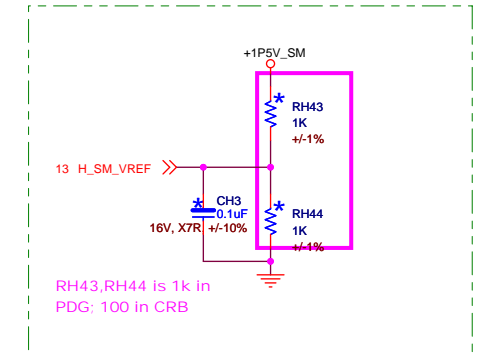 +1P5V_SM
* RH43
1K
+/-1%
13 H_SM_VREF
* CH3
0.1uF
16V, X7R +/-10%
* RH44
1K
+/-1%
RH43,RH44 is 1k in
PDG; 100 in CRB